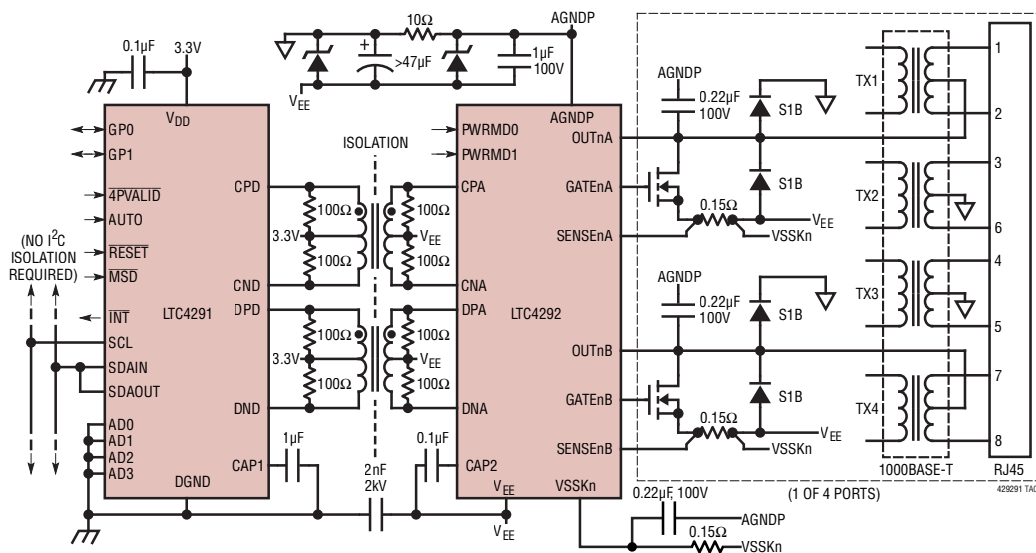 0.1µF
3.3V
10Ω
AGNDP
>47µF
+
1µF
100V
VEE
VDD
GP0
GP1
4PVALID
AUTO
RESET
MSD
INT
SCL
SDAIN
SDAOUT
AD0
AD1
AD2
AD3
(NO I²C
ISOLATION
REQUIRED)
LTC4291
CPD
CND
DPD
DND
CAP1
DGND
ISOLATION
100Ω
3.3V
100Ω
100Ω
VEE
100Ω
100Ω
3.3V
100Ω
100Ω
VEE
100Ω
1µF
2nF
2kV
0.1µF
VEE
PWRMD0
PWRMD1
CPA
CNA
DPA
DNA
CAP2
VEE
LTC4292
AGNDP
OUTnA
GATEnA
SENSEnA
OUTnB
GATEnB
SENSEnB
VSSKn
AGNDP
0.22µF
100V
S1B
S1B
0.15Ω
VEE
VSSKn
AGNDP
0.22µF
100V
S1B
S1B
0.15Ω
VEE
VSSKn
TX1
TX2
TX3
TX4
1
2
3
6
4
5
7
8
1000BASE-T
RJ45
(1 OF 4 PORTS)
0.22µF, 100V
AGNDP
0.15Ω
VSSKn